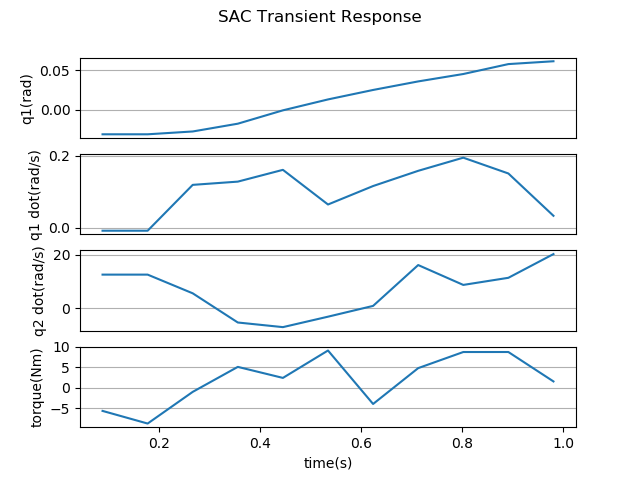 SAC Transient Response
0.05
0.00
q1(rad)
0.2
0.0
q1 dot(rad/s)
20
0
q2 dot(rad/s)
10
5
0
−5
torque(Nm)
0.2 0.4 0.6 0.8 1.0
time(s)